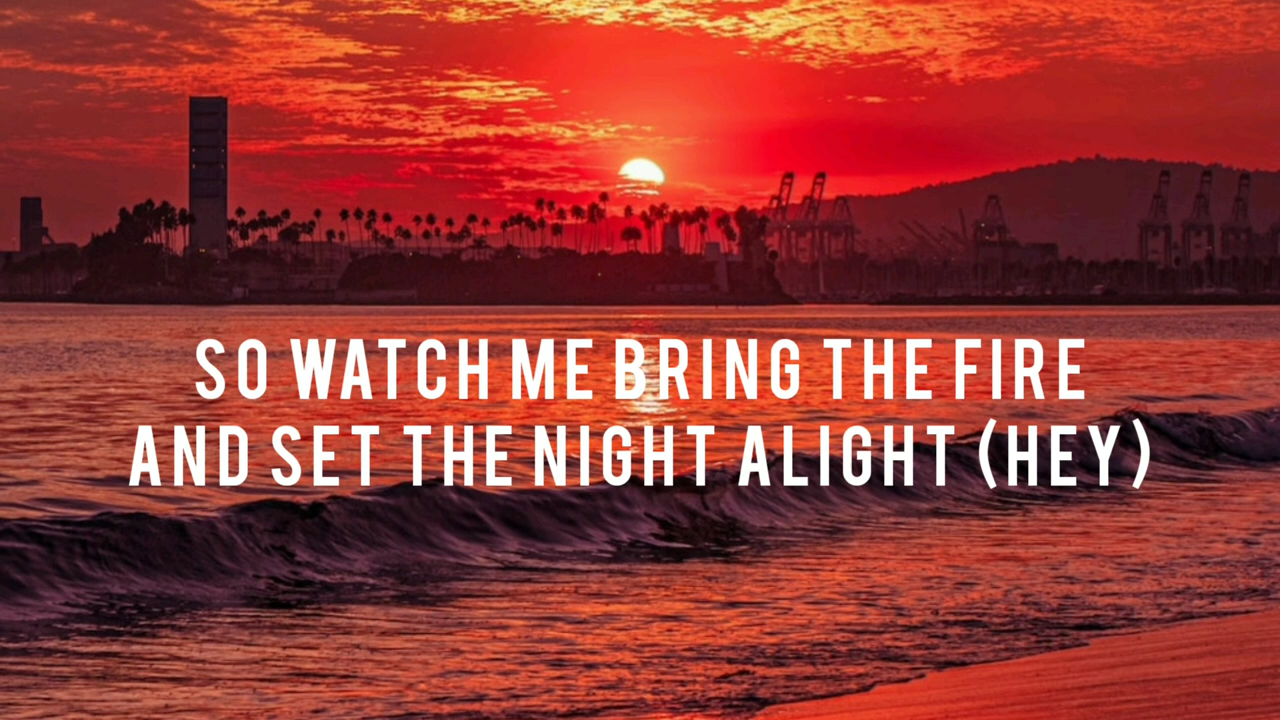 SO WATCH ME BRING THE FIRE
AND SET THE NIGHT ALIGHT (HEY)